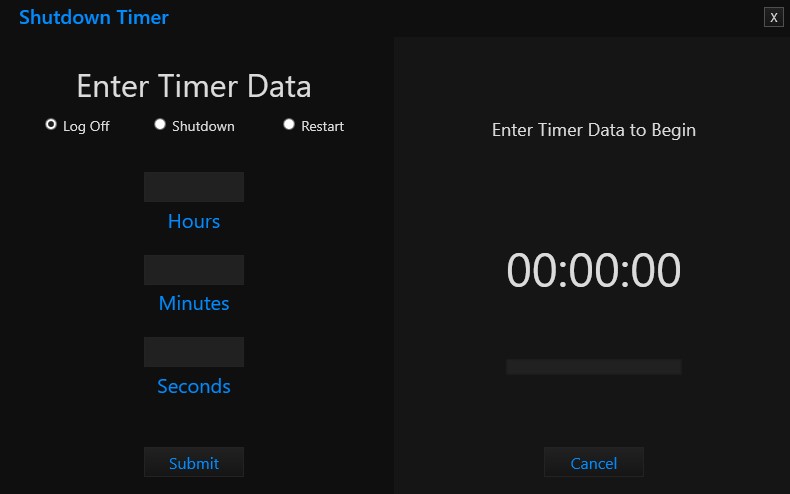 Shutdown Timer
X
Enter Timer Data
Log Off
Shutdown
Restart
Hours
Minutes
Seconds
Submit
Enter Timer Data to Begin
00:00:00
Cancel